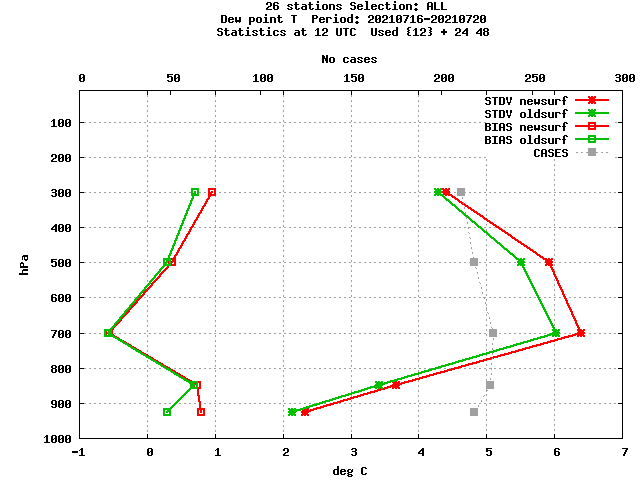 26 stations Selection: ALL
Dew point T  Period: 20210716-20210720
Statistics at 12 UTC  Used {12} + 24 48
No cases
0 50 100 150 200 250 300
STDV newsurf
STDV oldsurf
BIAS newsurf
BIAS oldsurf
CASES
100
200
300
400
500
600
700
800
900
1000
hPa
-1 0 1 2 3 4 5 6 7
deg C